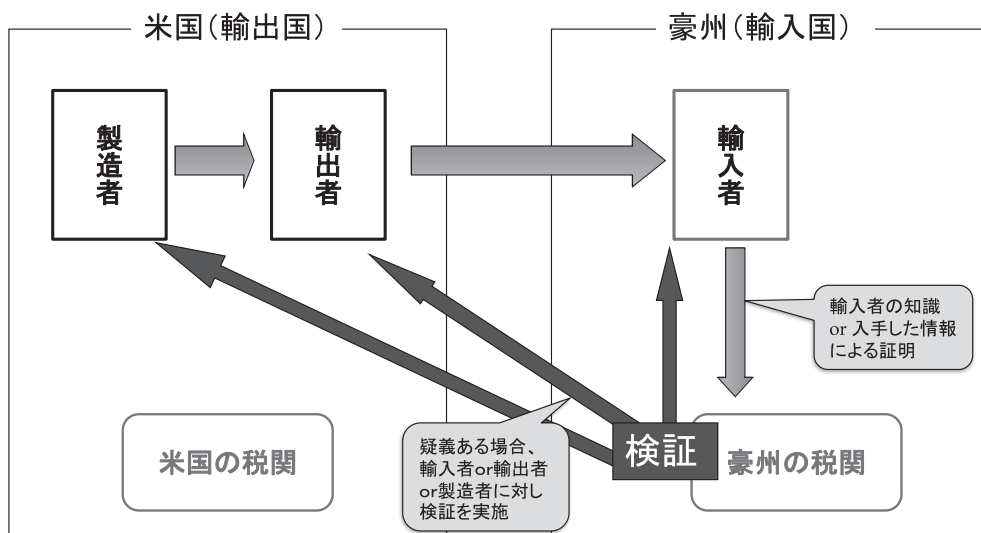 米国（輸出国）
豪州（輸入国）
製造者
輸出者
輸入者
輸入者の知識
or 入手した情報
による証明
疑義ある場合、
輸入者or輸出者
or製造者に対し
検証を実施
検証
米国の税関
豪州の税関